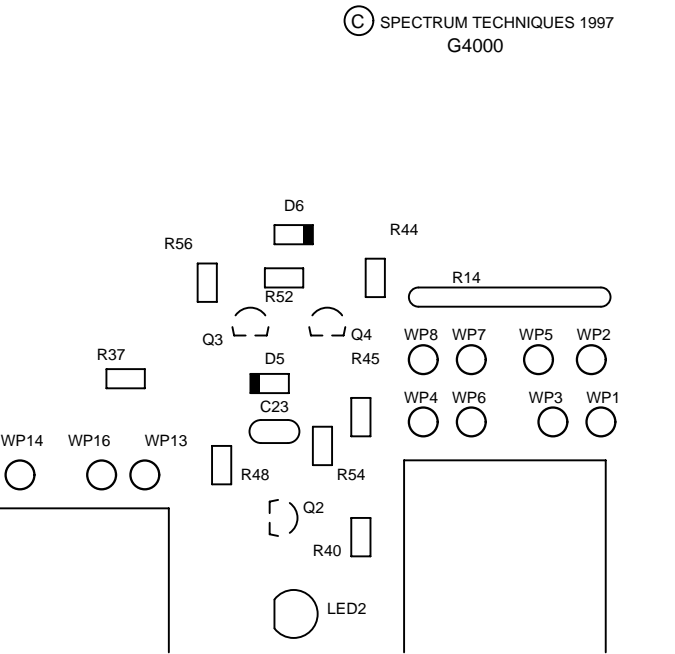 C SPECTRUM TECHNIQUES 1997
G4000
D6
R44
R56
R14
R52
Q3
Q4
WP8 WP7 WP5 WP2
R37
D5
R45
WP4 WP6 WP3 WP1
C23
WP14 WP16 WP13
R48
R54
Q2
R40
LED2